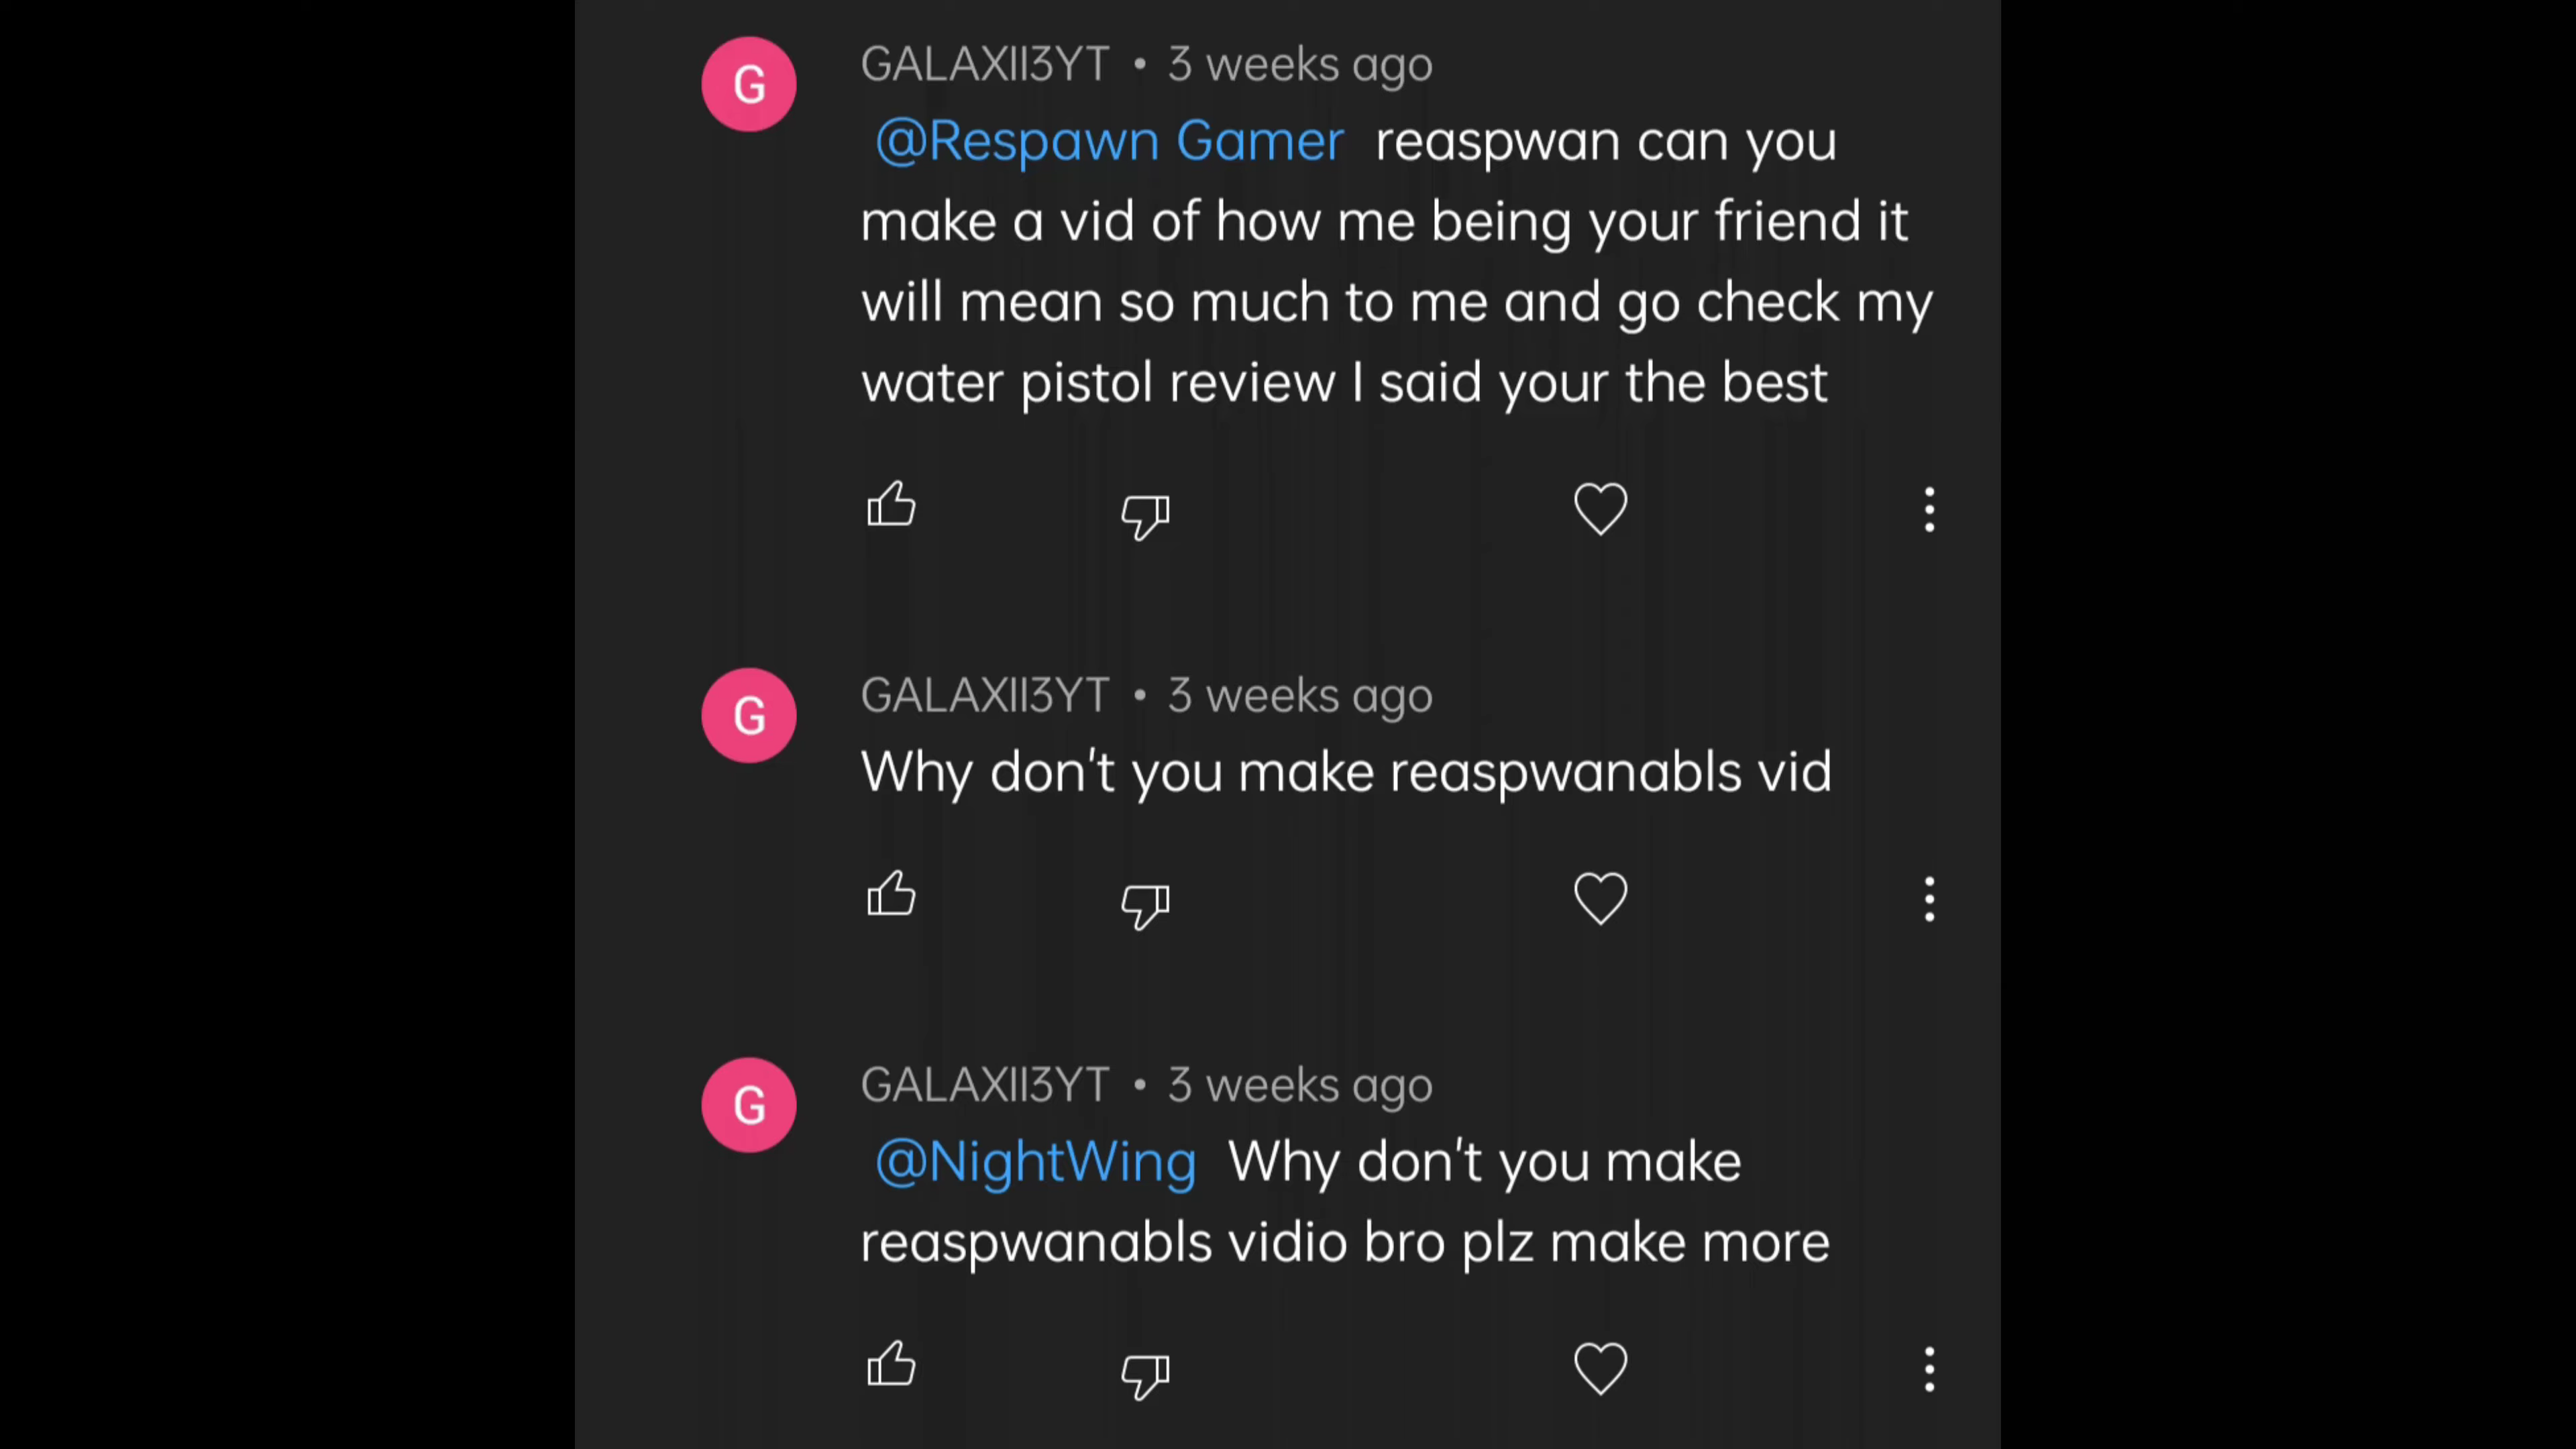 G
GALAXII3YT • 3 weeks ago
@Respawn Gamer reaspwan can you
make a vid of how me being your friend it
will mean so much to me and go check my
water pistol review I said your the best
G
GALAXII3YT • 3 weeks ago
Why don't you make reaspwanabls vid
G
GALAXII3YT • 3 weeks ago
@NightWing Why don't you make
reaspwanabls vidio bro plz make more